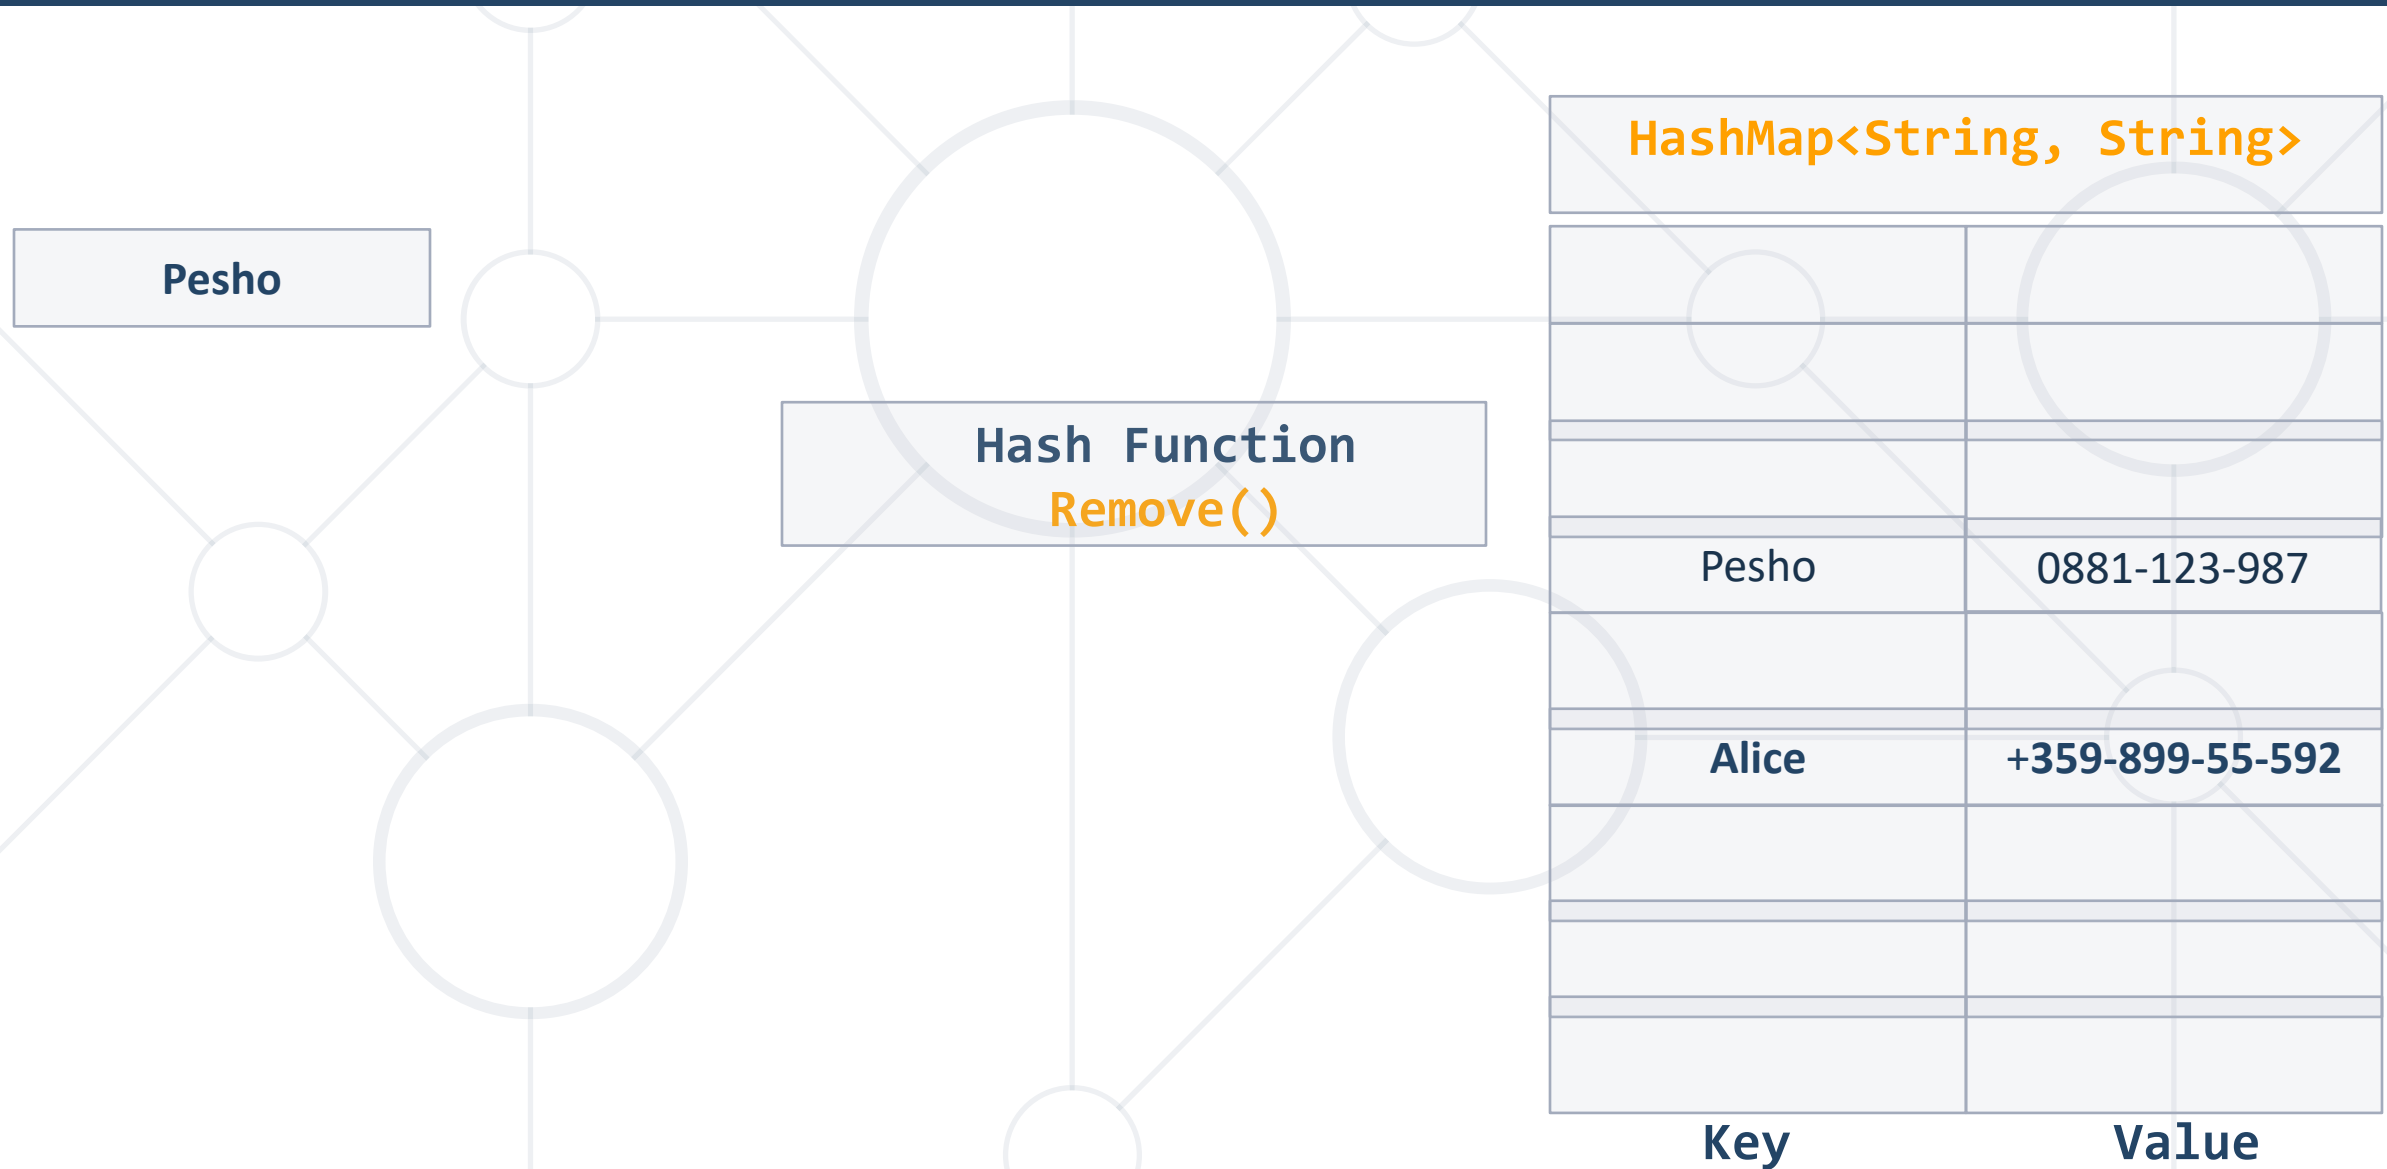 HashMap<String, String>
Pesho
Hash Function
Remove()
Pesho 0881-123-987
Alice +359-899-55-592
Key Value